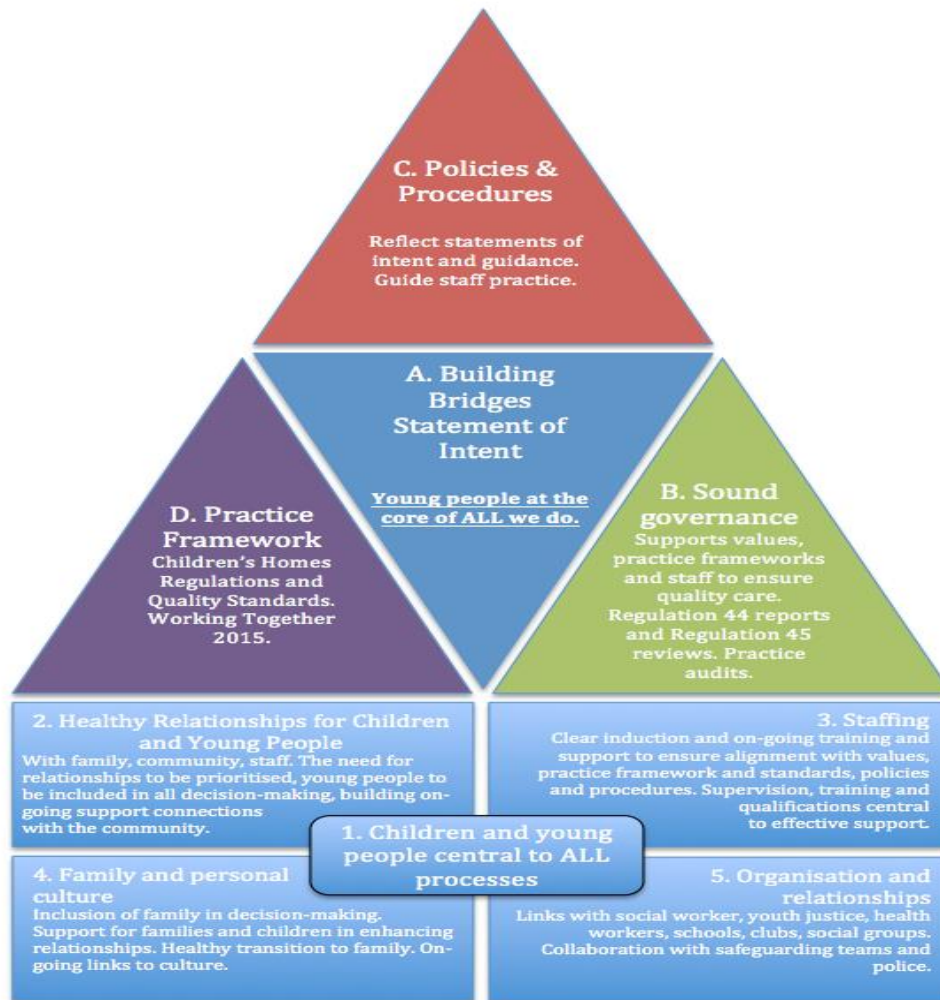 C. Policies &
Procedures
Reflect statements of
intent and guidance.
Guide staff practice.
A. Building
Bridges
Statement of
Intent
Young people at the
core of ALL we do.
D. Practice
Framework
Children's Homes
Regulations and
Quality Standards.
Working Together
2015.
B. Sound
governance
Supports values,
practice frameworks
and staff to ensure
quality care.
Regulation 44 reports
and Regulation 45
reviews. Practice
audits.
2. Healthy Relationships for Children
and Young People
With family, community, staff. The need for
relationships to be prioritised, young people to
be included in all decision-making, building on-
going support connections
with the community.
3. Staffing
Clear induction and on-going training and
support to ensure alignment with values,
practice framework and standards, policies
and procedures. Supervision, training and
qualifications central
to effective support.
1. Children and young
people central to ALL
processes
4. Family and personal
culture
Inclusion of family in decision-making.
Support for families and children in enhancing
relationships. Healthy transition to family. On-
going links to culture.
5. Organisation and
relationships
Links with social worker, youth justice, health
workers, schools, clubs, social groups.
Collaboration with safeguarding teams and
police.